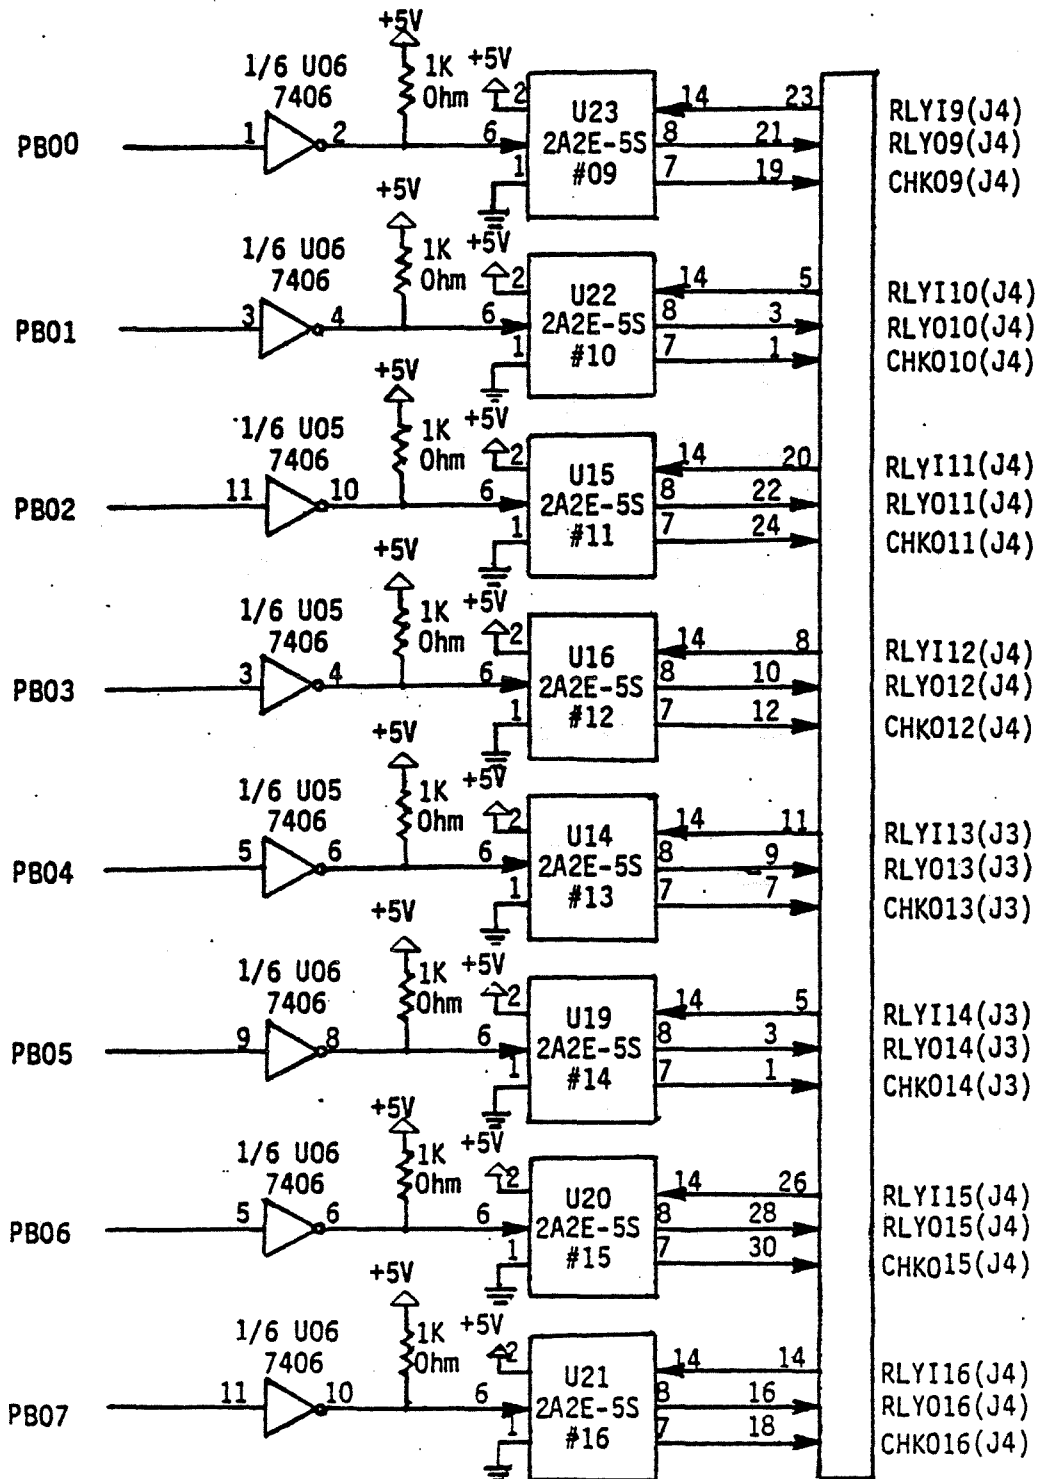 +5V
1/6 U06 1K +5V
7406 Ohm 2 U23 14 23 RLYI9(J4)
PB00 1 2 6 2A2E-5S 8 21 RLYO9(J4)
1 #09 7 19 CHKO9(J4)
+5V
1/6 U06 1K +5V
7406 Ohm 2 U22 14 5 RLYI10(J4)
PB01 3 4 6 2A2E-5S 8 3 RLYO10(J4)
1 #10 7 1 CHKO10(J4)
+5V
1/6 U05 1K +5V
7406 Ohm 2 U15 14 20 RLYI11(J4)
PB02 11 10 6 2A2E-5S 8 22 RLYO11(J4)
1 #11 7 24 CHKO11(J4)
+5V
1/6 U05 1K +5V
7406 Ohm 2 U16 14 8 RLYI12(J4)
PB03 3 4 6 2A2E-5S 8 10 RLYO12(J4)
1 #12 7 12 CHKO12(J4)
+5V
1/6 U05 1K +5V
7406 Ohm 2 U14 14 11 RLYI13(J3)
PB04 5 6 6 2A2E-5S 8 9 RLYO13(J3)
1 #13 7 7 CHKO13(J3)
+5V
1/6 U06 1K +5V
7406 Ohm 2 U19 14 5 RLYI14(J3)
PB05 9 8 6 2A2E-5S 8 3 RLYO14(J3)
1 #14 7 1 CHKO14(J3)
+5V
1/6 U06 1K +5V
7406 Ohm 2 U20 14 26 RLYI15(J4)
PB06 5 6 6 2A2E-5S 8 28 RLYO15(J4)
1 #15 7 30 CHKO15(J4)
+5V
1/6 U06 1K +5V
7406 Ohm 2 U21 14 14 RLYI16(J4)
PB07 11 10 6 2A2E-5S 8 16 RLYO16(J4)
1 #16 7 18 CHKO16(J4)